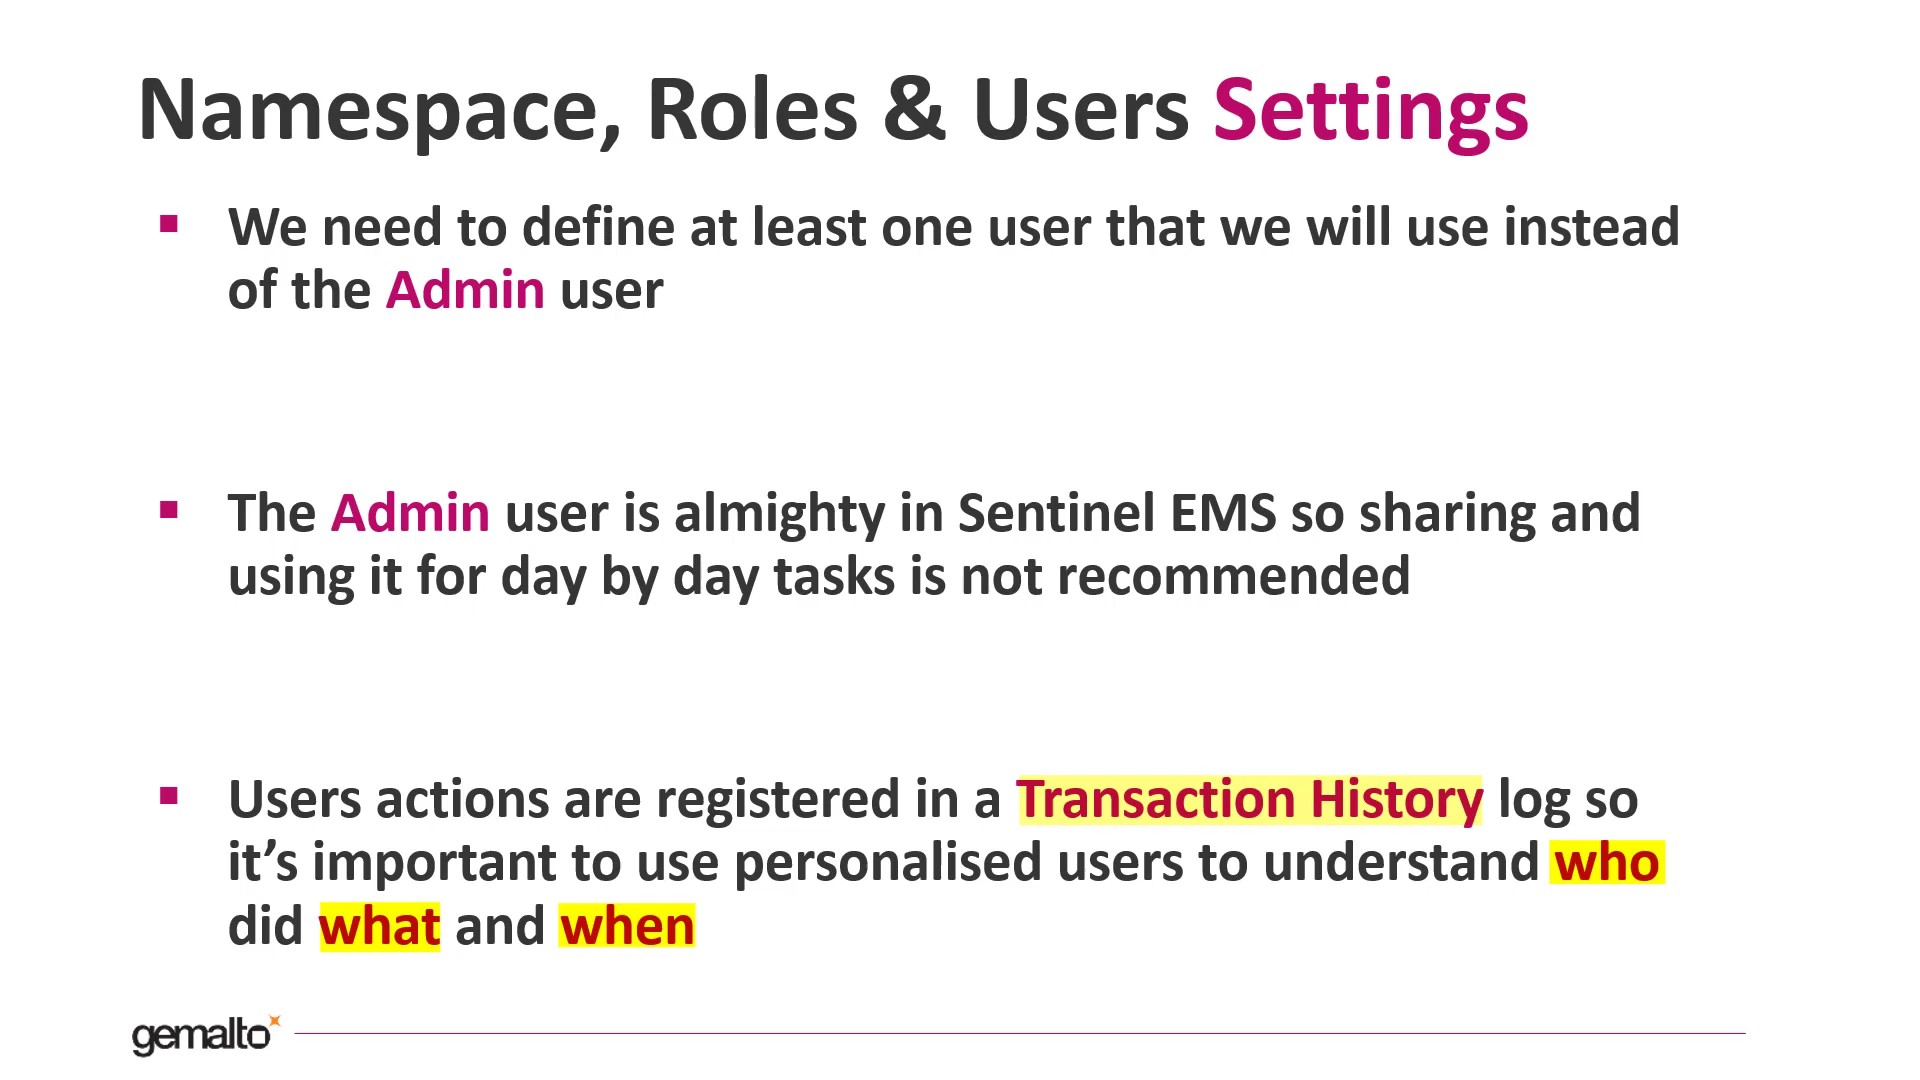 Namespace, Roles & Users Settings
▪ We need to define at least one user that we will use instead
of the Admin user
▪ The Admin user is almighty in Sentinel EMS so sharing and
using it for day by day tasks is not recommended
▪ Users actions are registered in a Transaction History log so
it’s important to use personalised users to understand who
did what and when
gemalto